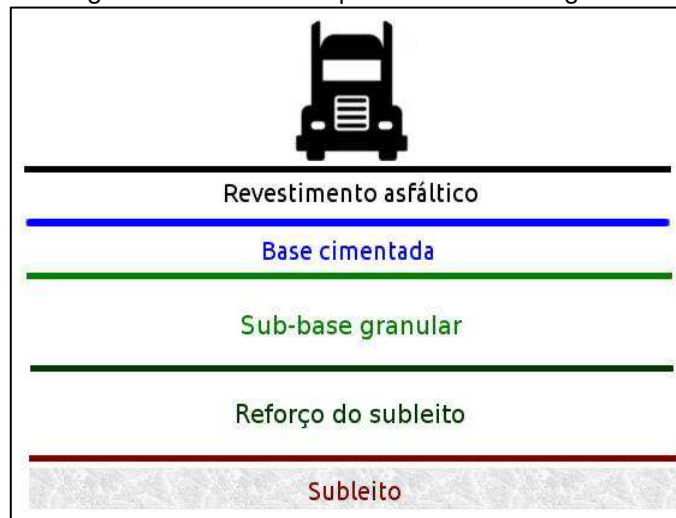 Revestimento asfáltico
Base cimentada
Sub-base granular
Reforço do subleito
Subleito